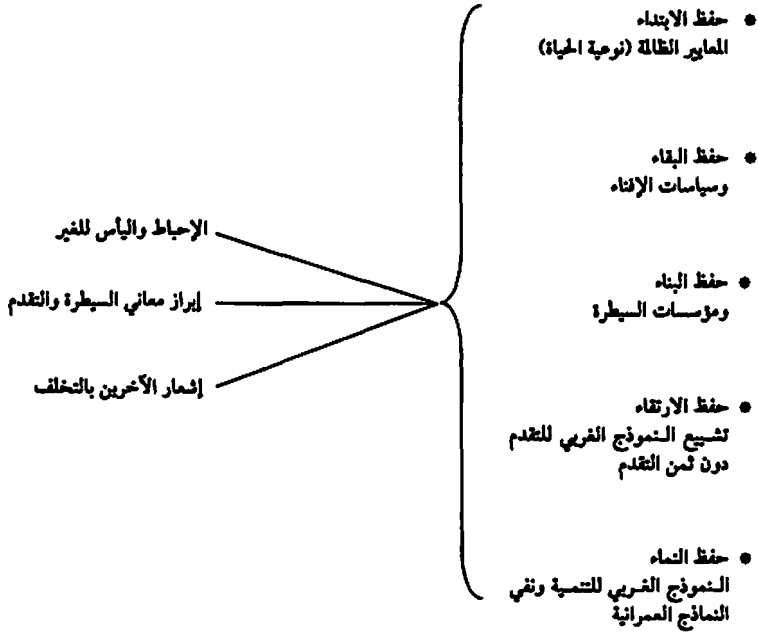 * حفظ الابتداء
المعايير الظالمة (نوعية الحياة)
* حفظ البقاء
وسياسات الإفناء
* حفظ البناء
ومؤسسات السيطرة
* حفظ الارتقاء
تشييع النموذج الغربي للتقدم
دون ثمن التقدم
* حفظ النماء
النموذج الغربي للتنمية ونفي
النماذج العمرانية
الإحباط واليأس للغير
إبراز معاني السيطرة والتقدم
إشعار الآخرين بالتخلف